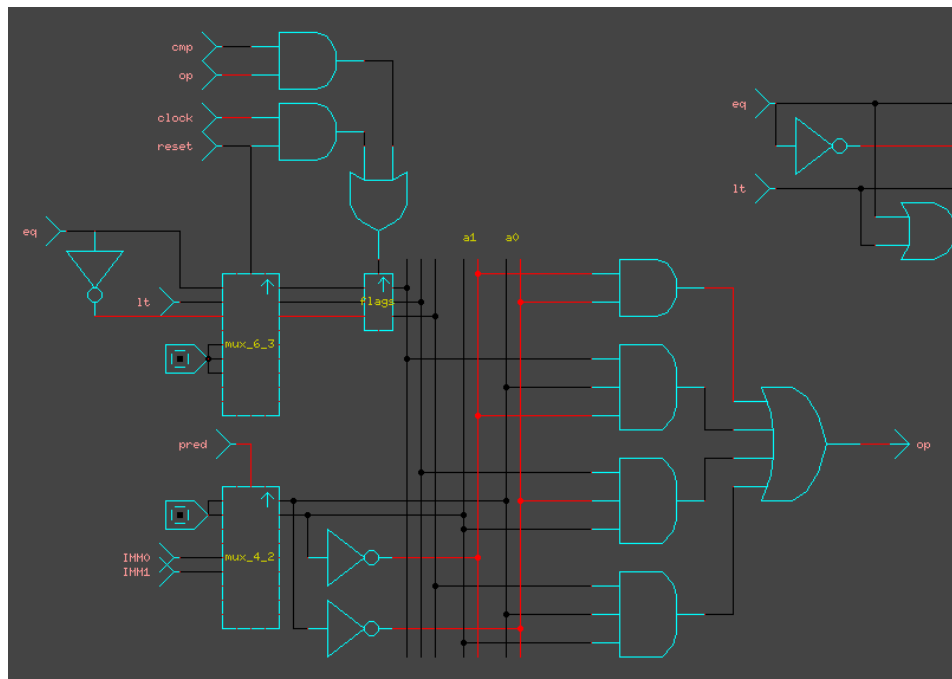 cmp
op
clock
reset
eq
lt
eq
lt
a1 a0
flags
mux_6_3
pred
op
mux_4_2
IMM0
IMM1